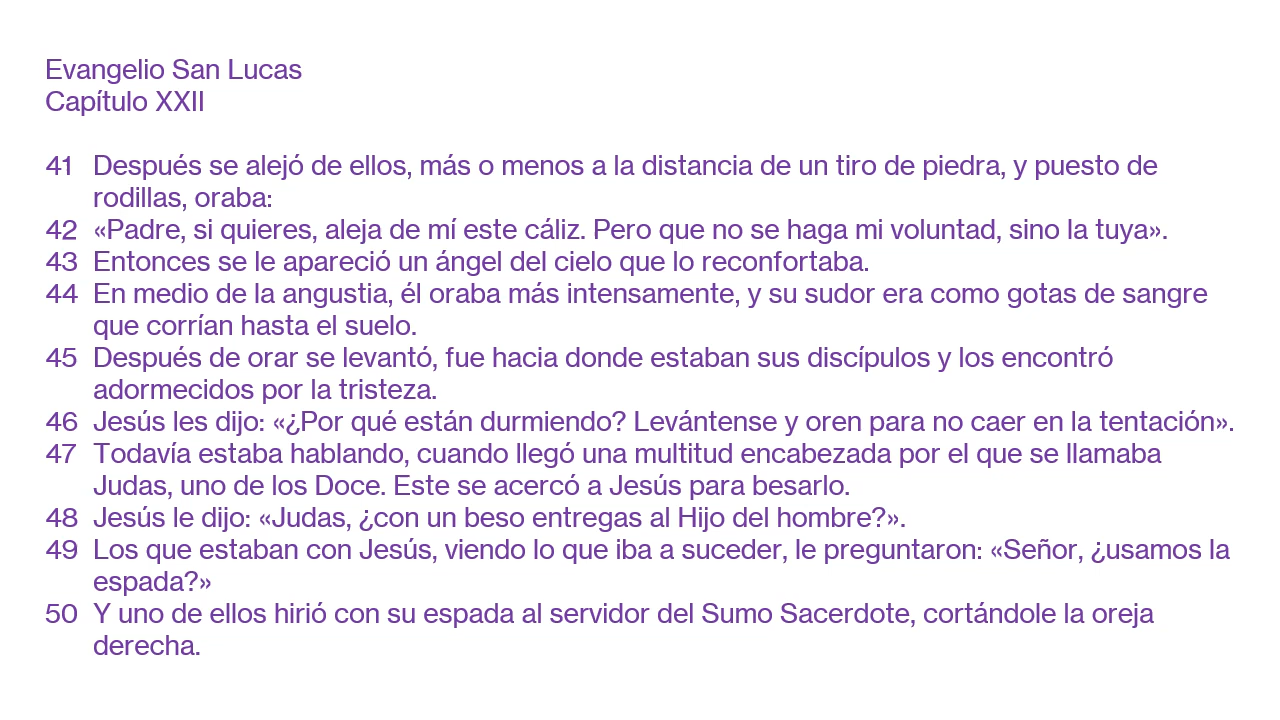 Evangelio San Lucas
Capítulo XXII
41 Después se alejó de ellos, más o menos a la distancia de un tiro de piedra, y puesto de
rodillas, oraba:
42 «Padre, si quieres, aleja de mí este cáliz. Pero que no se haga mi voluntad, sino la tuya».
43 Entonces se le apareció un ángel del cielo que lo reconfortaba.
44 En medio de la angustia, él oraba más intensamente, y su sudor era como gotas de sangre
que corrían hasta el suelo.
45 Después de orar se levantó, fue hacia donde estaban sus discípulos y los encontró
adormecidos por la tristeza.
46 Jesús les dijo: «¿Por qué están durmiendo? Levántense y oren para no caer en la tentación».
47 Todavía estaba hablando, cuando llegó una multitud encabezada por el que se llamaba
Judas, uno de los Doce. Este se acercó a Jesús para besarlo.
48 Jesús le dijo: «Judas, ¿con un beso entregas al Hijo del hombre?».
49 Los que estaban con Jesús, viendo lo que iba a suceder, le preguntaron: «Señor, ¿usamos la
espada?»
50 Y uno de ellos hirió con su espada al servidor del Sumo Sacerdote, cortándole la oreja
derecha.